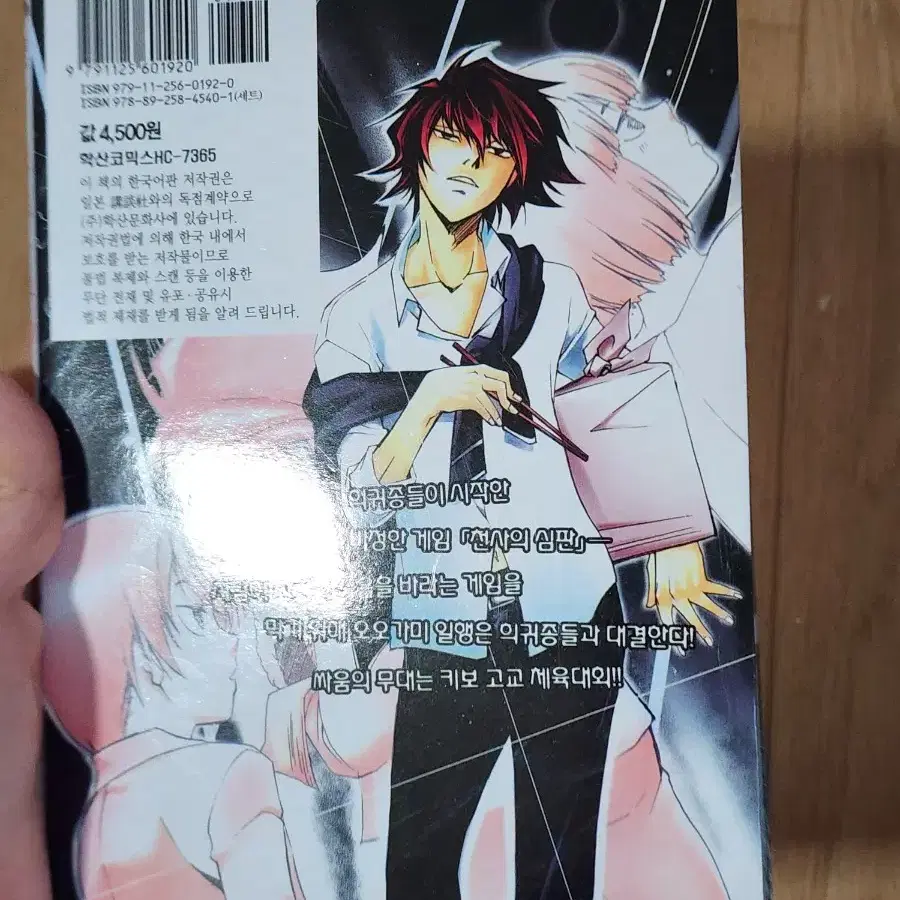 9 791125 601920
ISBN 979-11-256-0192-0
ISBN 978-89-258-4540-1(세트)
값 4,500원
학산코믹스HC-7365
이 책의 한국어판 저작권은
일본 講談社와의 독점계약으로
(주)학산문화사에 있습니다.
저작권법에 의해 한국 내에서
보호를 받는 저작물이므로
불법 복제와 스캔 등을 이용한
무단 전재 및 유포·공유시
법적 제재를 받게 됨을 알려 드립니다.
악귀종들이 시작한
게임 「천사의 심판」─
을 바라는 게임을
막기 위해 오오가미 일행은 악귀종들과 대결한다!
싸움의 무대는 키보 고교 체육대회!!